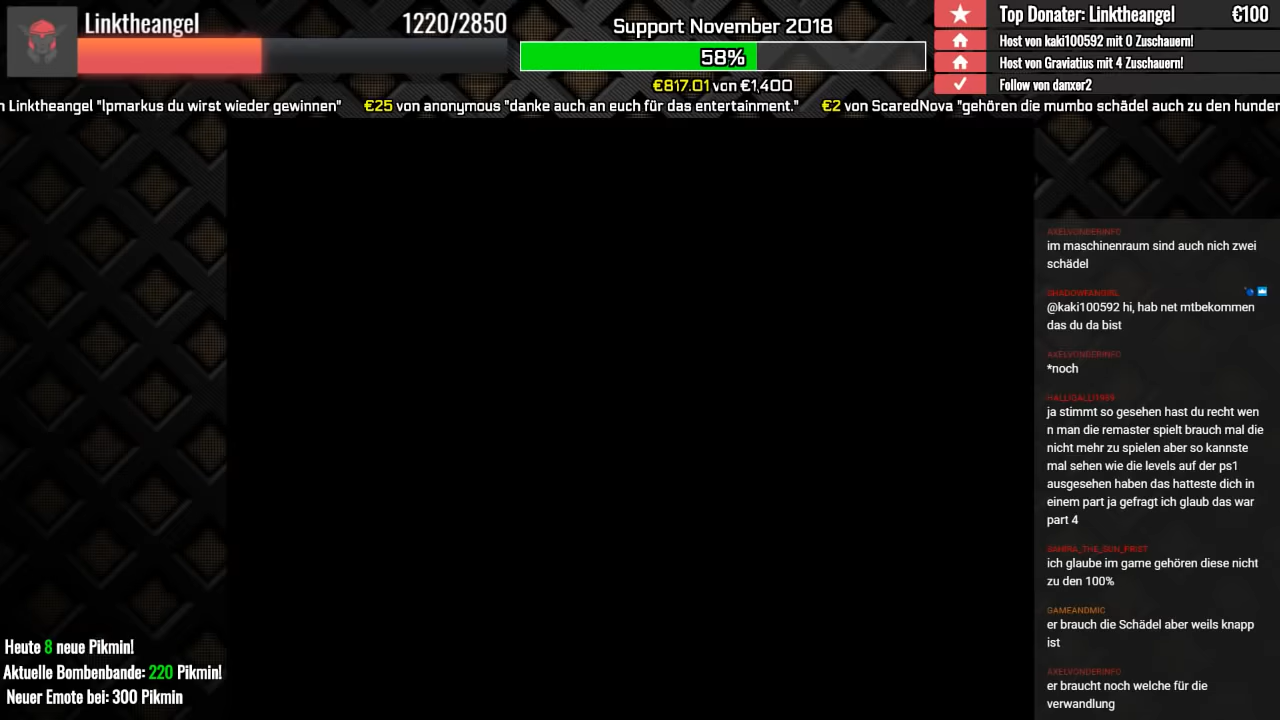 Linktheangel
1220/2850
Support November 2018
58%
€817.01 von €1,400
Top Donater: Linktheangel €100
Host von kaki100592 mit 0 Zuschauern!
Host von Graviatius mit 4 Zuschauern!
Follow von danxer2
n Linktheangel "lpmarkus du wirst wieder gewinnen" €25 von anonymous "danke auch an euch für das entertainment." €2 von ScaredNova "gehören die mumbo schädel auch zu den hunder
AXELVONDERINFO
im maschinenraum sind auch nich zwei
schädel
SHADOWFANGIRL
@kaki100592 hi, hab net mtbekommen
das du da bist
AXELVONDERINFO
*noch
HALLIGALLI1989
ja stimmt so gesehen hast du recht wen
n man die remaster spielt brauch mal die
nicht mehr zu spielen aber so kannste
mal sehen wie die levels auf der ps1
ausgesehen haben das hatteste dich in
einem part ja gefragt ich glaub das war
part 4
ich glaube im game gehören diese nicht
zu den 100%
GAMEANDMIC
er brauch die Schädel aber weils knapp
ist
AXELVONDERINFO
er braucht noch welche für die
verwandlung
Heute 8 neue Pikmin!
Aktuelle Bombenbande: 220 Pikmin!
Neuer Emote bei: 300 Pikmin